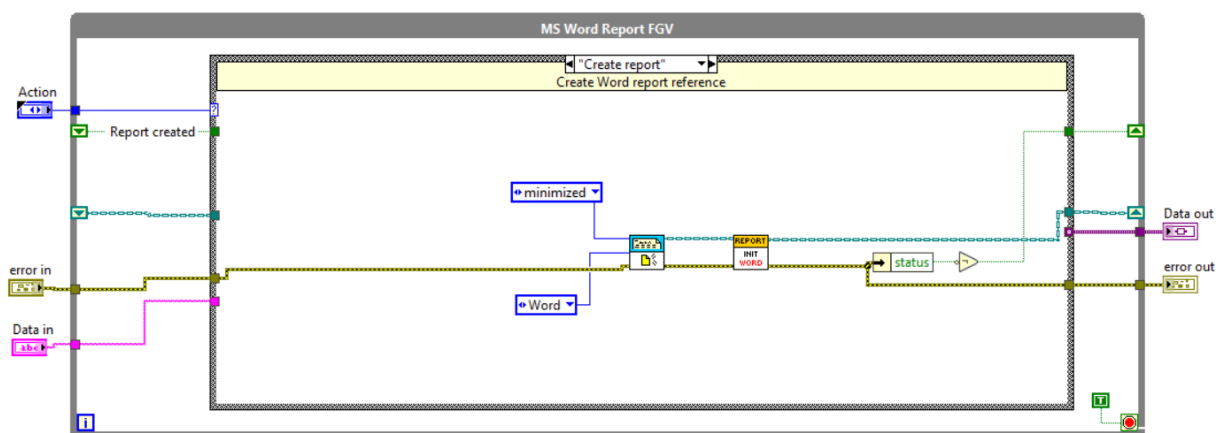 MS Word Report FGV
"Create report"
Create Word report reference
Action
?
Report created
minimized
Data out
REPORT
INIT
WORD
error in
status
error out
Word
Data in
abc
T
i